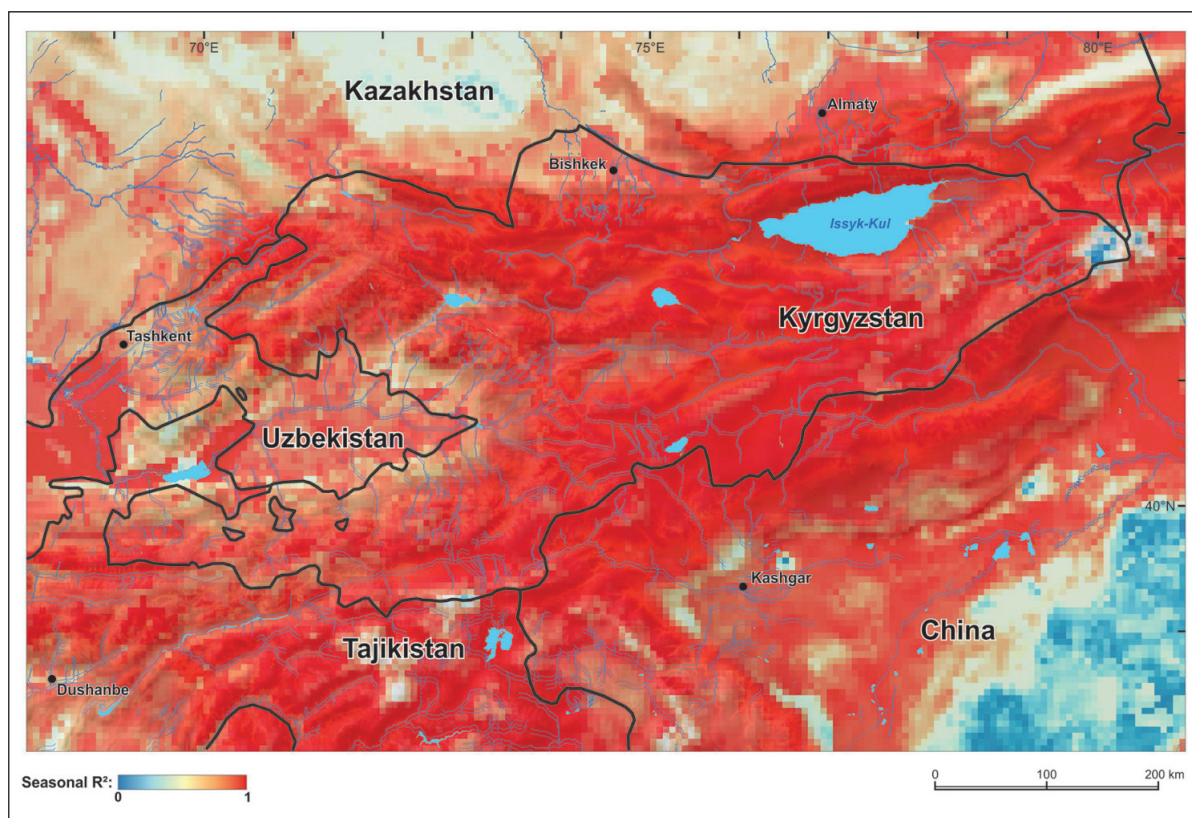 70°E
75°E
80°E
Kazakhstan
Almaty
Bishkek
Issyk-Kul
Kyrgyzstan
Tashkent
Uzbekistan
40°N
Kashgar
China
Tajikistan
Dushanbe
Seasonal R²:
0
1
0
100
200 km